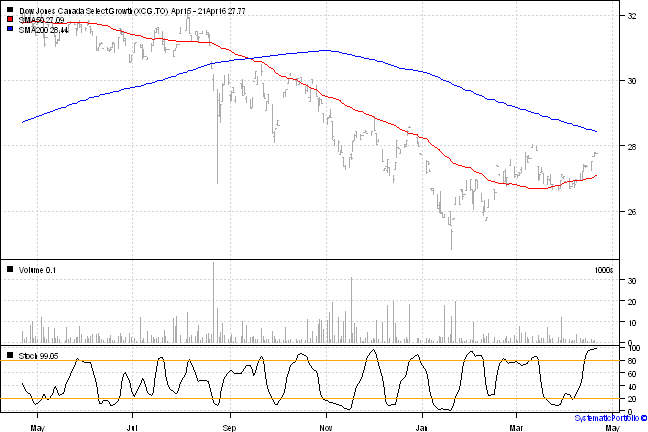 Dow Jones Canada Select Growth (XCG.TO) Apr15 - 21Apr16 27.77
SMA50 27.09
SMA200 28.44
32
30
28
26
Volume 0.1
1000s
30
20
10
0
Stoch 99.05
100
80
60
40
20
0
May
Jul
Sep
Nov
Jan
Mar
May
SystematicPortfolio ©